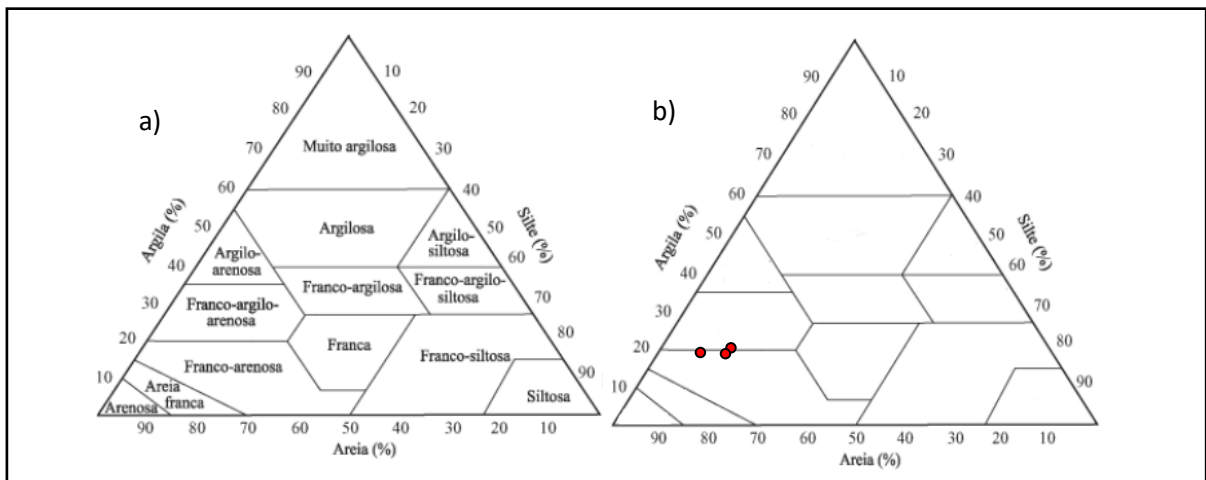 a)
90
10
80
20
Muito argilosa
70
30
60
40
Argila (%)
Silte (%)
50
50
Argilosa
Argilo-
siltosa
Argilo-
arenosa
60
40
Franco-argilosa
Franco-argilo-
siltosa
70
30
Franco-argilo-
arenosa
80
20
Franca
Franco-arenosa
Franco-siltosa
90
10
Areia
franca
Arenosa
Siltosa
90
80
70
60
50
40
30
20
10
Areia (%)
b)
90
10
80
20
70
30
60
40
Argila (%)
Silte (%)
50
50
60
40
70
30
80
20
90
10
90
80
70
60
50
40
30
20
10
Areia (%)